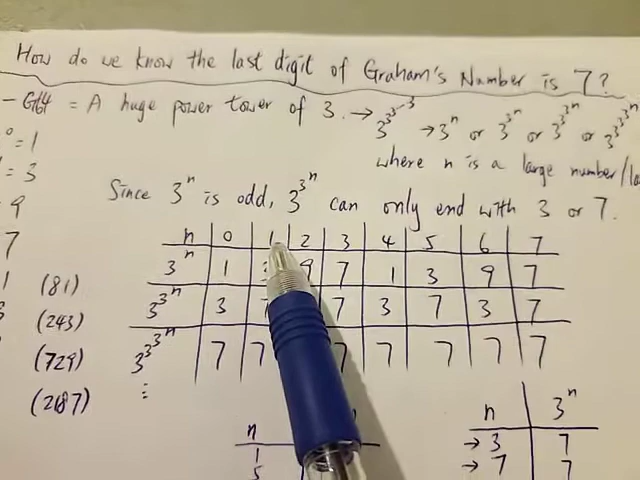 How do we know the last digit of Graham's Number is 7?
- G64 = A huge power tower of 3. → 3^3^3^...^3 → 3^n or 3^3^n or 3^3^3^n or 3^3^3^3^n
where n is a large number/
= 1
= 3
9
7
1 (81)
(243)
(729)
(2187)
Since 3^n is odd, 3^3^n can only end with 3 or 7.
n 0 1 2 3 4 5 6 7
3^n 1 3 9 7 1 3 9 7
3^3^n 3 7 3 7 3 7
3^3^3^n 7 7 7 7 7 7 7
⋮
n
1
5
n 3^n
→ 3 7
→ 7 7